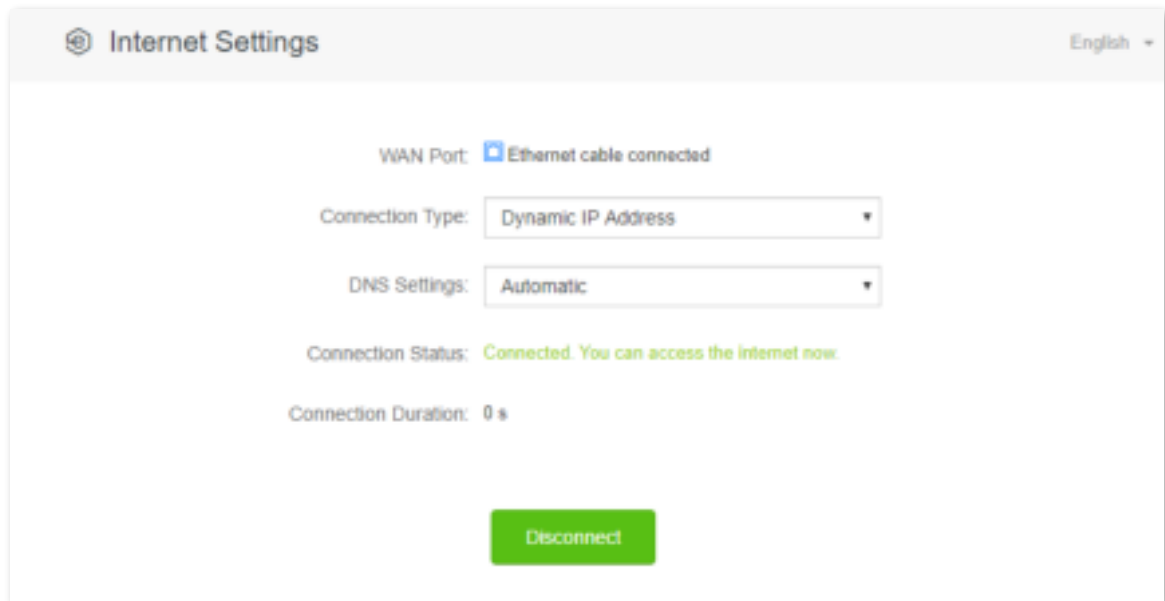 Internet Settings
English
WAN Port: Ethernet cable connected
Connection Type: Dynamic IP Address
DNS Settings: Automatic
Connection Status: Connected. You can access the internet now.
Connection Duration: 0 s
Disconnect